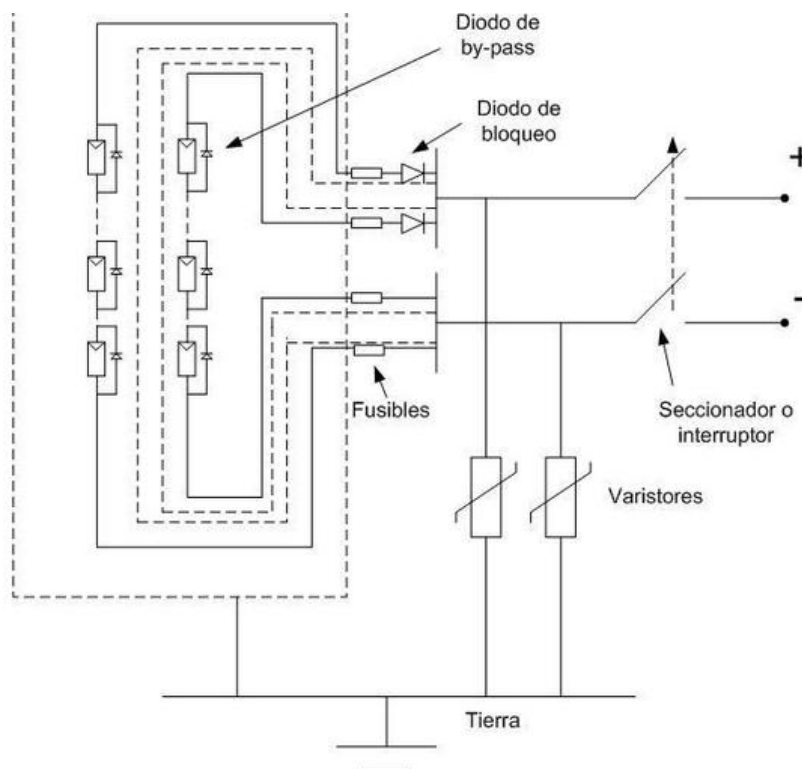 Diodo de
by-pass
Diodo de
bloqueo
+
-
Fusibles
Seccionador o
interruptor
Varistores
Tierra